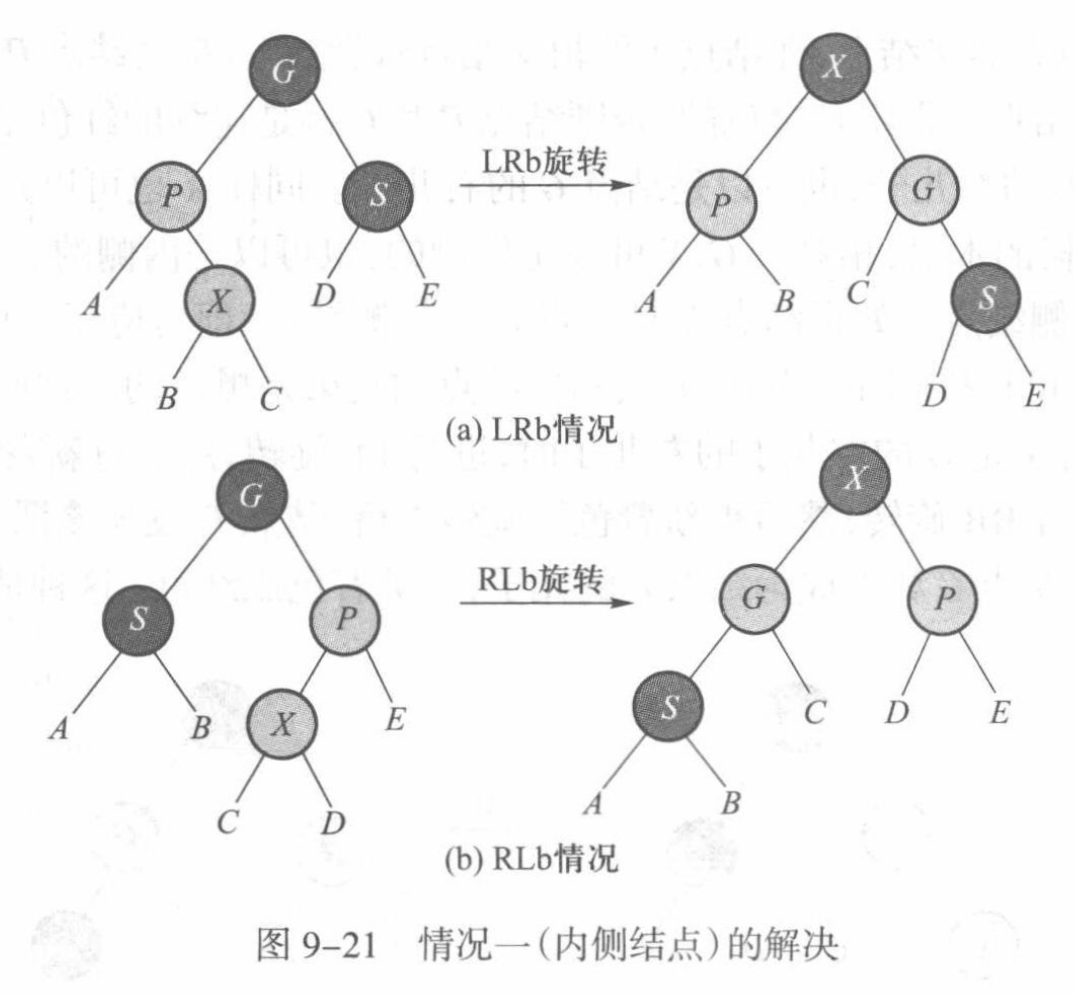 G X
P S LRb旋转 P G
A X D E A B C S
B C D E
(a) LRb情况
G X
S P RLb旋转 G P
A B X E S C D E
C D A B
(b) RLb情况
图 9-21 情况一(内侧结点)的解决